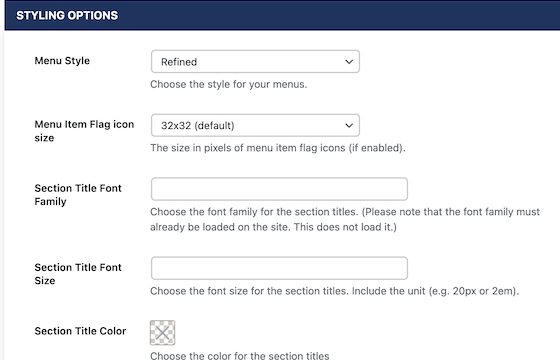 STYLING OPTIONS
Menu Style
Refined
Choose the style for your menus.
Menu Item Flag icon
size
32x32 (default)
The size in pixels of menu item flag icons (if enabled).
Section Title Font
Family
Choose the font family for the section titles. (Please note that the font family must
already be loaded on the site. This does not load it.)
Section Title Font
Size
Choose the font size for the section titles. Include the unit (e.g. 20px or 2em).
Section Title Color
Choose the color for the section titles